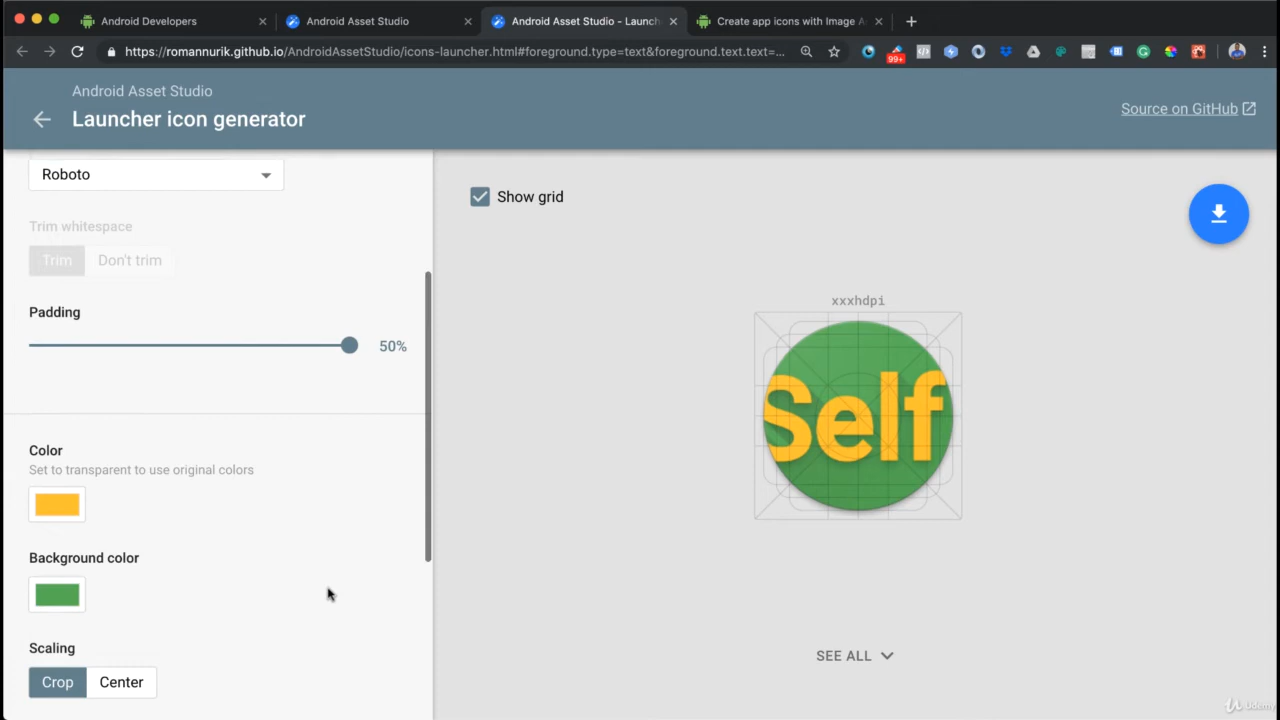 Android Developers
Android Asset Studio
Android Asset Studio - Launch
Create app icons with Image A
https://romannurik.github.io/AndroidAssetStudio/icons-launcher.html#foreground.type=text&foreground.text.text=...
99+
Android Asset Studio
Launcher icon generator
Source on GitHub
Roboto
Trim whitespace
Trim
Don't trim
Padding
50%
Color
Set to transparent to use original colors
Background color
Scaling
Crop
Center
Show grid
xxxhdpi
Self
SEE ALL
Udemy